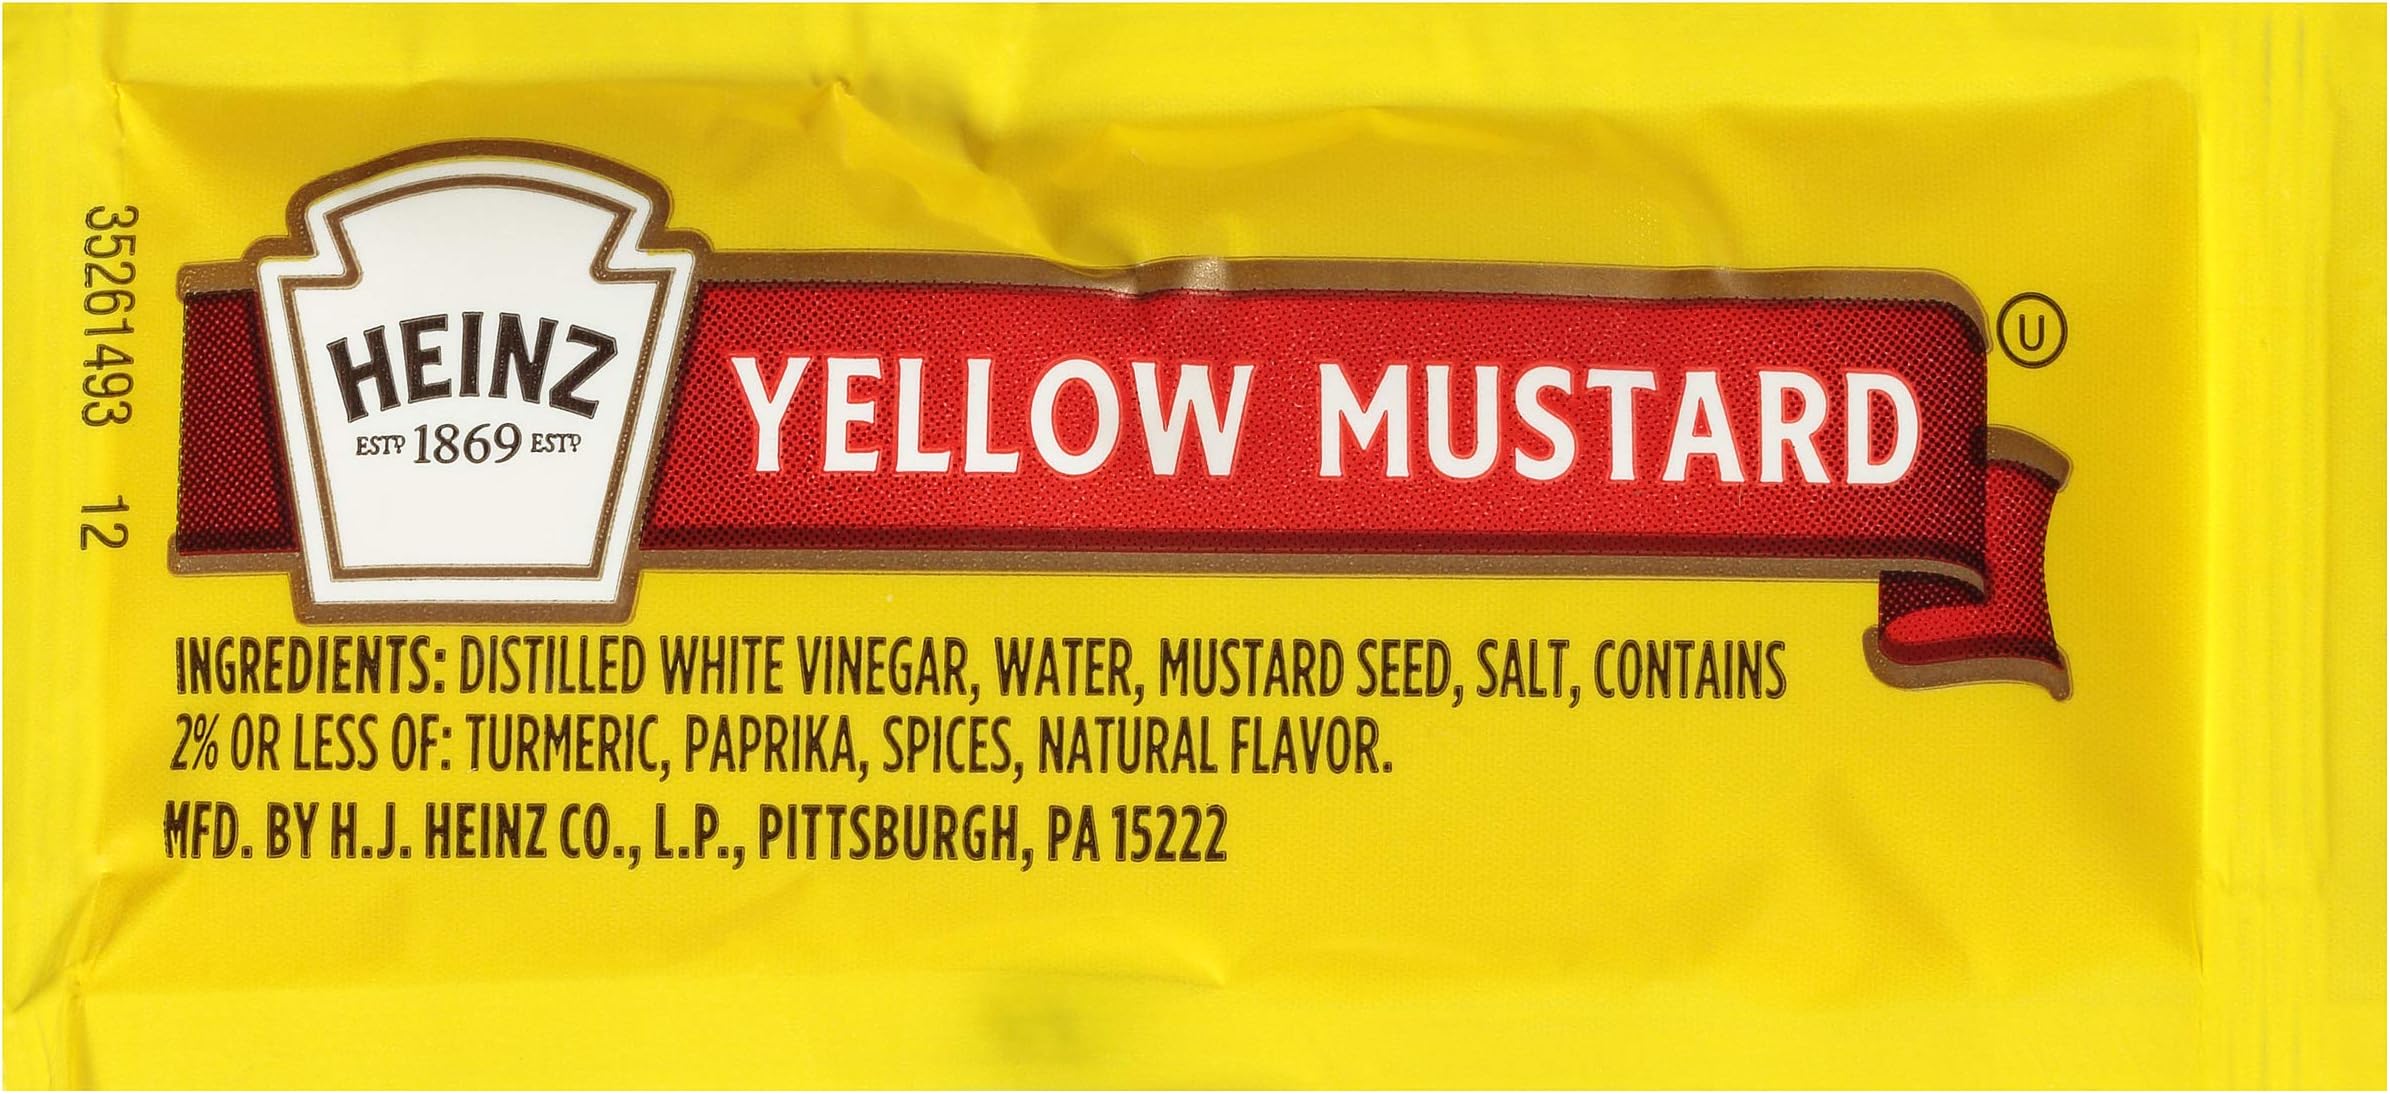 HEINZ
ESTD 1869 ESTD
YELLOW MUSTARD
U
INGREDIENTS: DISTILLED WHITE VINEGAR, WATER, MUSTARD SEED, SALT, CONTAINS
2% OR LESS OF: TURMERIC, PAPRIKA, SPICES, NATURAL FLAVOR.
MFD. BY H.J. HEINZ CO., L.P., PITTSBURGH, PA 15222
35261493 12